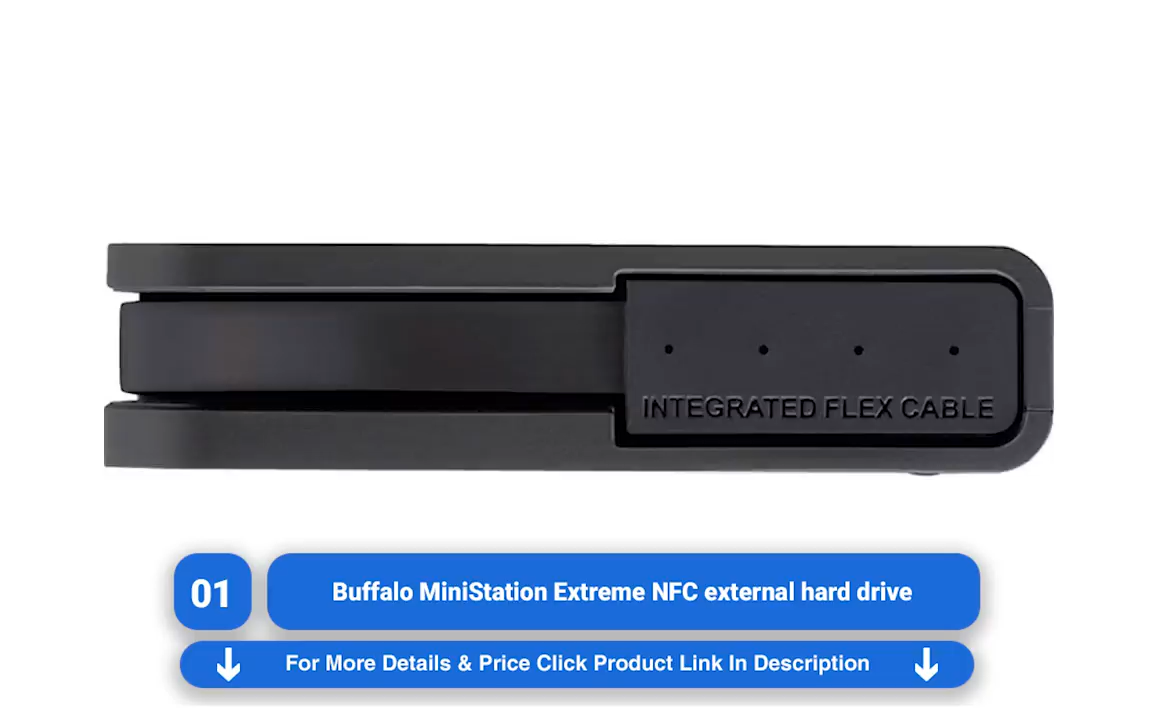 INTEGRATED FLEX CABLE
01
Buffalo MiniStation Extreme NFC external hard drive
For More Details & Price Click Product Link In Description